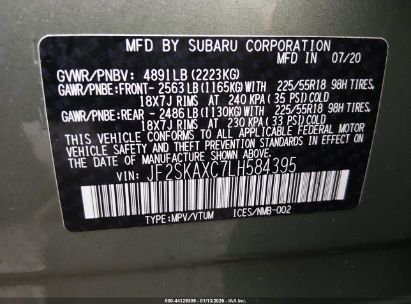 MFD. BY SUBARU CORPORATION
MFD IN 07/20
GVWR/PNBV: 4891LB (2223KG)
GAWR/PNBE:FRONT- 2563LB (1165KG)WITH 225/55R18 98H TIRES,
18X7J RIMS AT 240 KPA (35 PSI)COLD
GAWR/PNBE:REAR - 2486LB (1130KG)WITH 225/55R18 98H TIRES,
18X7J RIMS AT 230 KPA (33 PSI)COLD
THIS VEHICLE CONFORMS TO ALL APPLICABLE FEDERAL MOTOR
VEHICLE SAFETY AND THEFT PREVENTION STANDARDS IN
EFFECT ON THE DATE OF MANUFACTURE SHOWN ABOVE.
VIN: JF2SKAXC7LH584395
TYPE:MPV/VTUM ICES/NMB-002